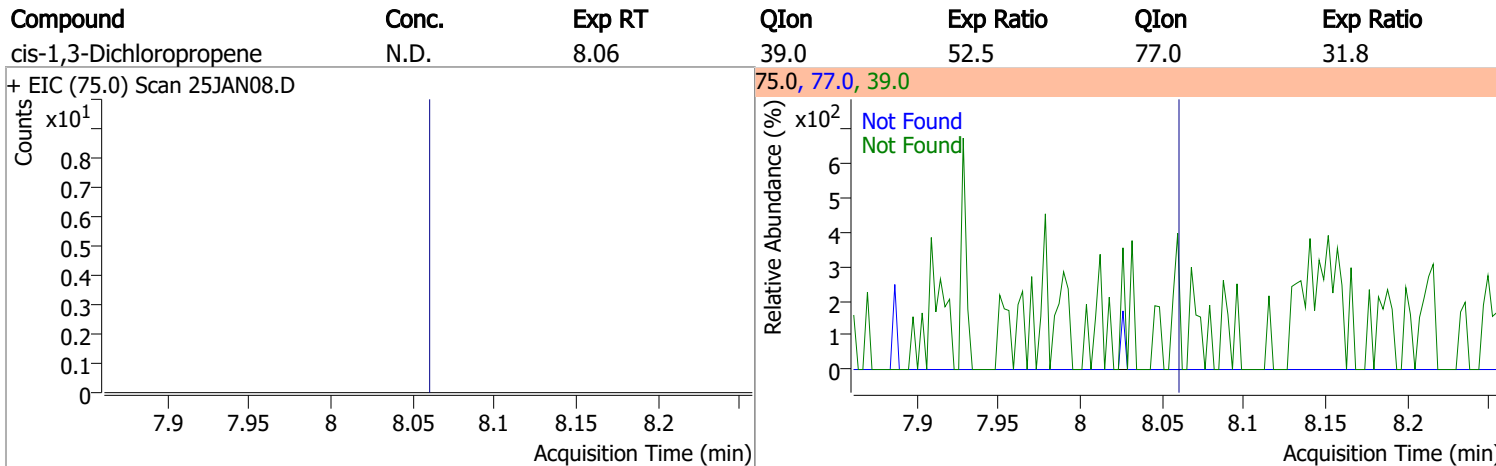 Compound Conc. Exp RT QIon Exp Ratio QIon Exp Ratio
cis-1,3-Dichloropropene N.D. 8.06 39.0 52.5 77.0 31.8
+ EIC (75.0) Scan 25JAN08.D
Counts
x10^1
0.8
0.7
0.6
0.5
0.4
0.3
0.2
0.1
0
7.9 7.95 8 8.05 8.1 8.15 8.2
Acquisition Time (min)
75.0, 77.0, 39.0
Relative Abundance (%)
x10^2
Not Found
Not Found
6
5
4
3
2
1
0
7.9 7.95 8 8.05 8.1 8.15 8.2
Acquisition Time (min)